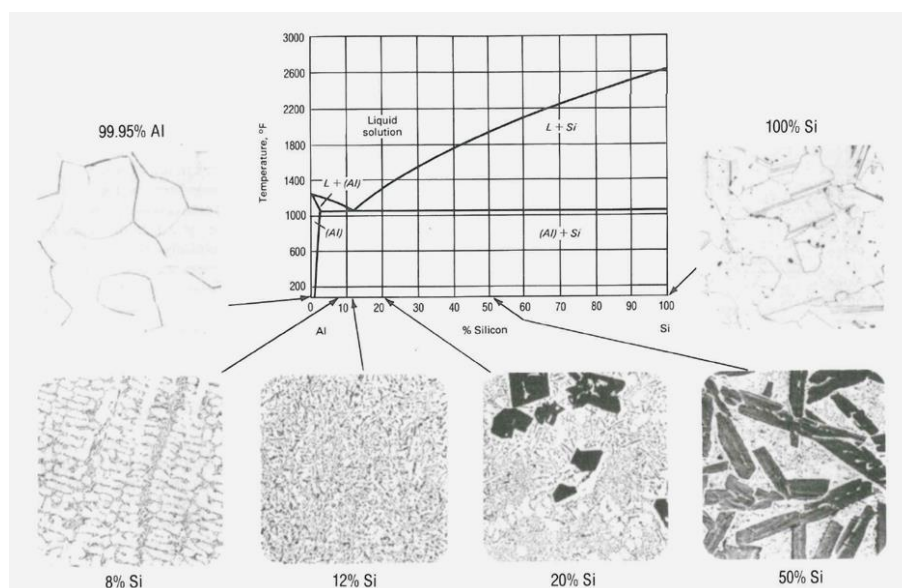 3000
2600
2200
1800
1400
1000
600
200
Temperature, °F
Liquid
solution
L + Si
L + (Al)
(Al)
(Al) + Si
0 10 20 30 40 50 60 70 80 90 100
Al % Silicon Si
99.95% Al
100% Si
8% Si
12% Si
20% Si
50% Si